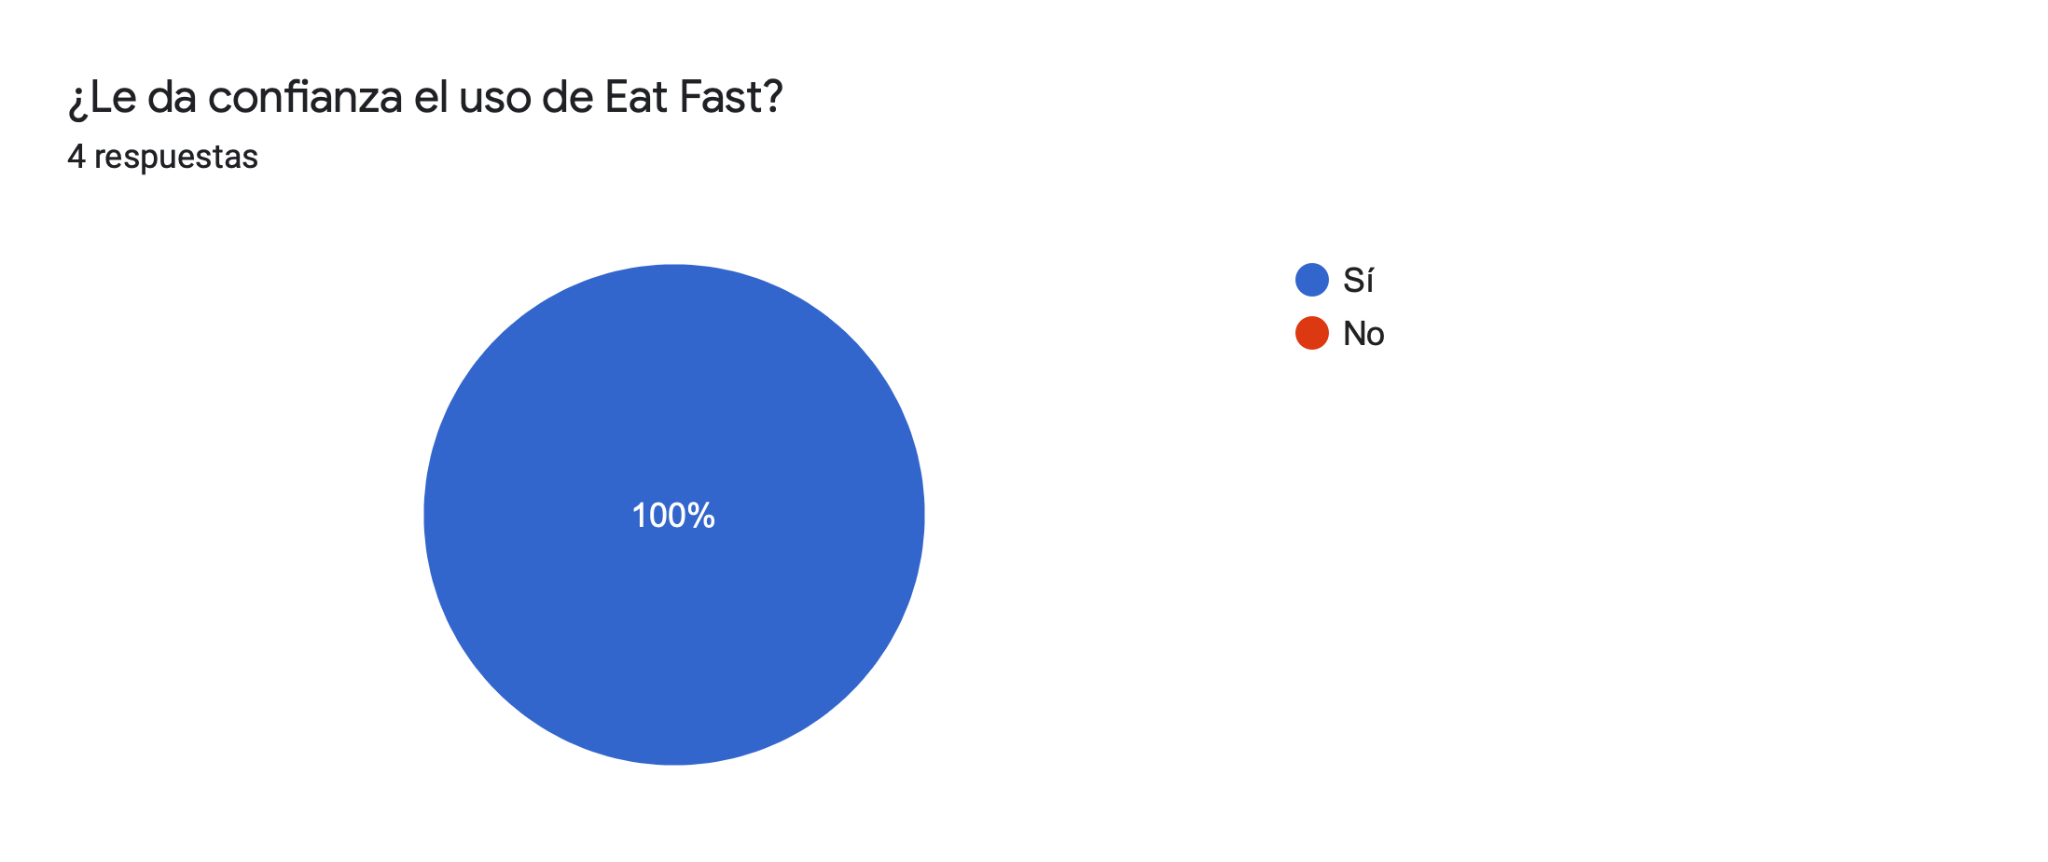 ¿Le da confianza el uso de Eat Fast?
4 respuestas
Sí
No
100%